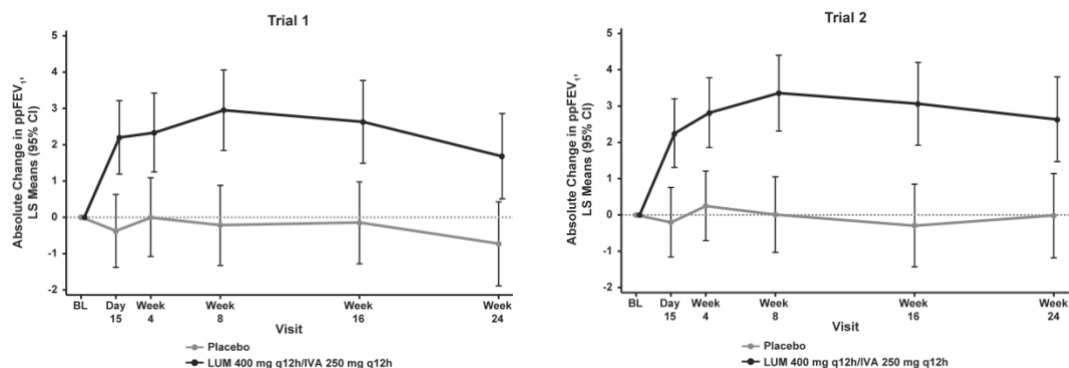 Trial 1
Absolute Change in ppFEV₁,
LS Means (95% CI)
5
4
3
2
1
0
-1
-2
BL
Day
15
Week
4
Week
8
Week
16
Week
24
Visit
Placebo
LUM 400 mg q12h/IVA 250 mg q12h
Trial 2
Absolute Change in ppFEV₁,
LS Means (95% CI)
5
4
3
2
1
0
-1
-2
BL
Day
15
Week
4
Week
8
Week
16
Week
24
Visit
Placebo
LUM 400 mg q12h/IVA 250 mg q12h